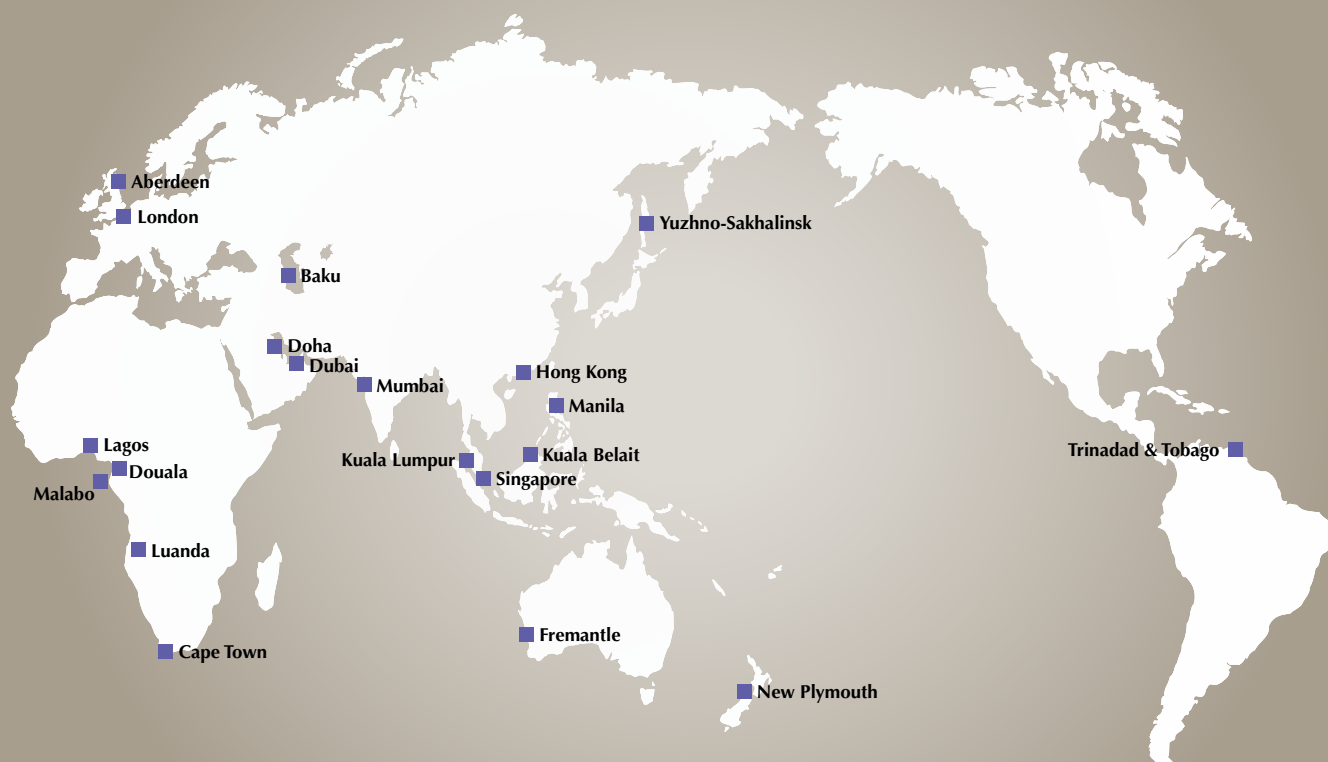 Aberdeen
London
Yuzhno-Sakhalinsk
Baku
Doha
Dubai
Hong Kong
Mumbai
Manila
Lagos
Trinadad & Tobago
Kuala Belait
Kuala Lumpur
Douala
Singapore
Malabo
Luanda
Fremantle
Cape Town
New Plymouth